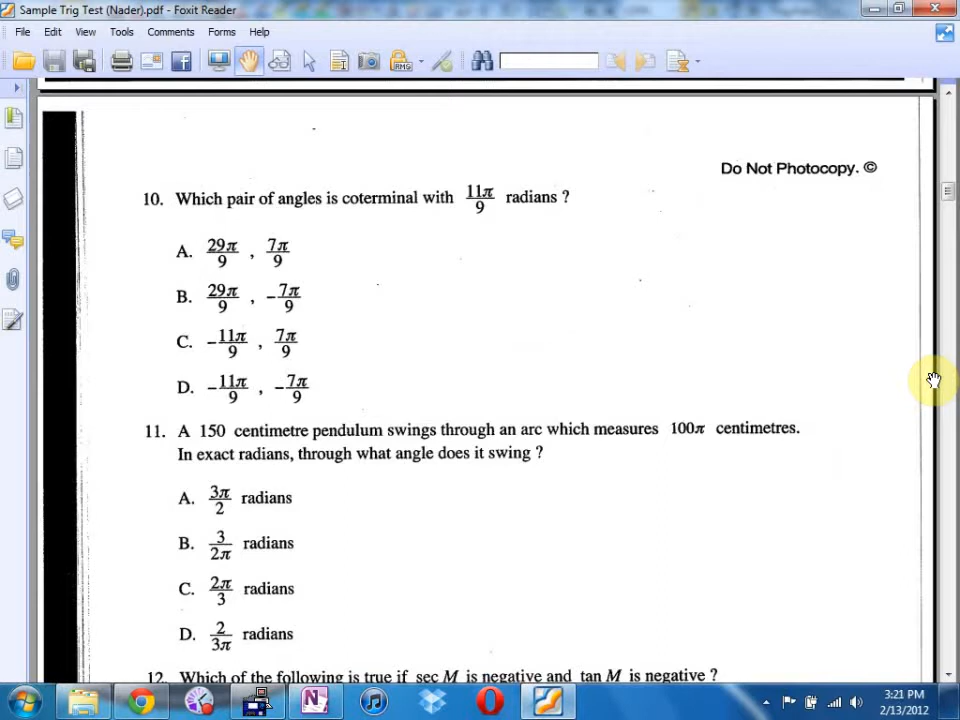 Sample Trig Test (Nader).pdf - Foxit Reader
File Edit View Tools Comments Forms Help
Do Not Photocopy. ©
10. Which pair of angles is coterminal with 11π/9 radians ?
A. 29π/9 , 7π/9
B. 29π/9 , -7π/9
C. -11π/9 , 7π/9
D. -11π/9 , -7π/9
11. A 150 centimetre pendulum swings through an arc which measures 100π centimetres.
In exact radians, through what angle does it swing ?
A. 3π/2 radians
B. 3/2π radians
C. 2π/3 radians
D. 2/3π radians
12. Which of the following is true if sec M is negative and tan M is negative ?
3:21 PM
2/13/2012